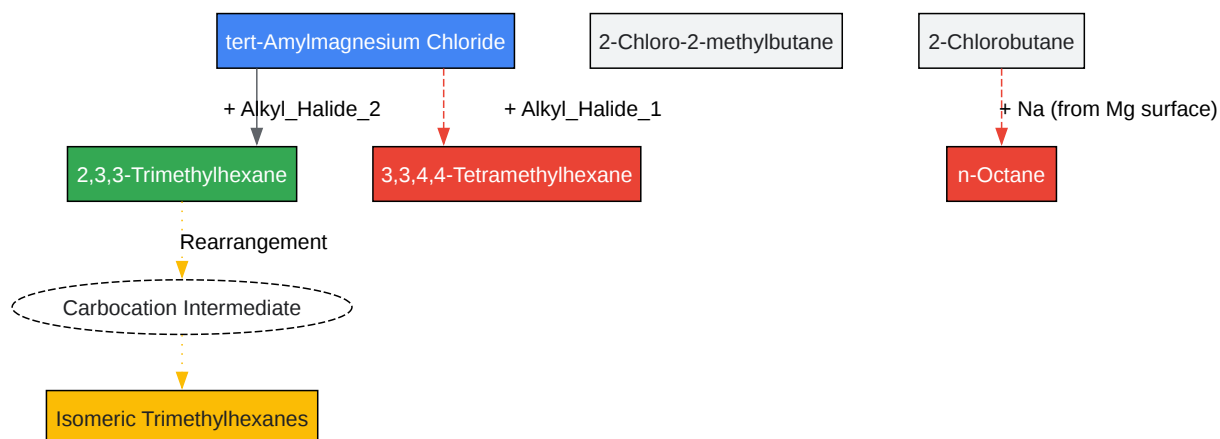 tert-Amylmagnesium Chloride
2-Chloro-2-methylbutane
2-Chlorobutane
+ Alkyl_Halide_2
+ Alkyl_Halide_1
+ Na (from Mg surface)
2,3,3-Trimethylhexane
3,3,4,4-Tetramethylhexane
n-Octane
Rearrangement
Carbocation Intermediate
Isomeric Trimethylhexanes